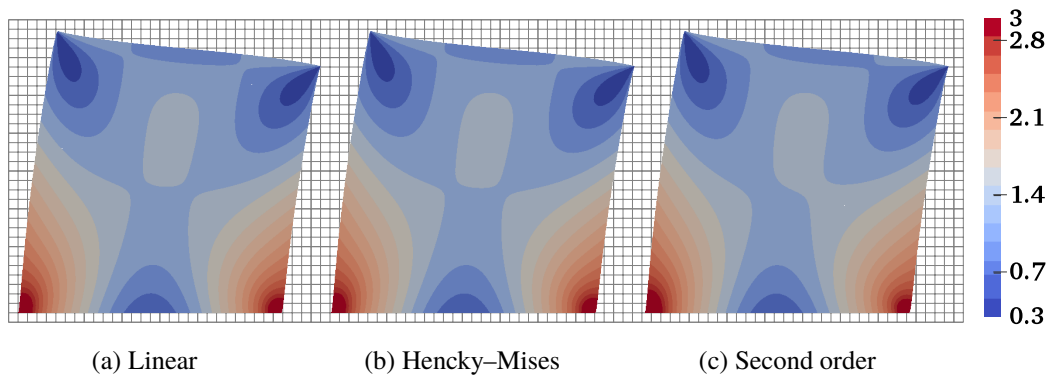 3
2.8
2.1
1.4
0.7
0.3
(a) Linear
(b) Hencky–Mises
(c) Second order